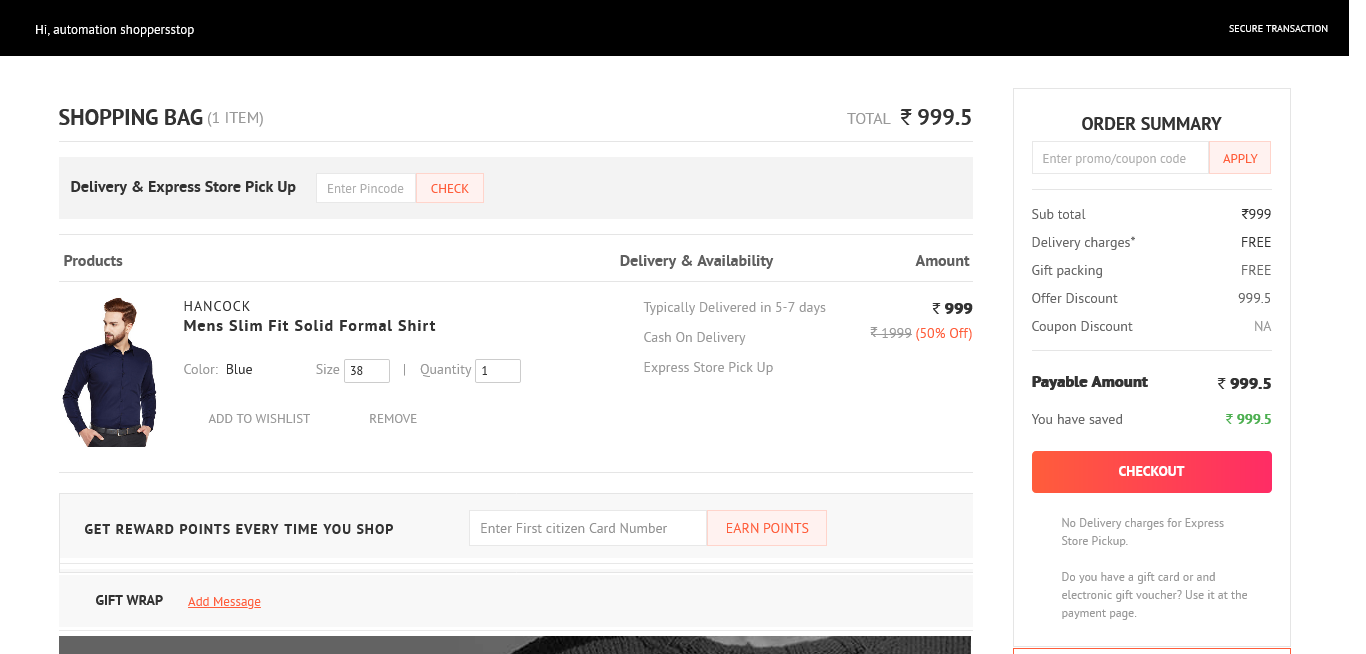 Hi, automation shoppersstop
SECURE TRANSACTION
SHOPPING BAG (1 ITEM)
TOTAL ₹ 999.5
Delivery & Express Store Pick Up
Enter Pincode
CHECK
Products
Delivery & Availability
Amount
HANCOCK
Mens Slim Fit Solid Formal Shirt
Color: Blue
Size 38 | Quantity 1
ADD TO WISHLIST
REMOVE
Typically Delivered in 5-7 days
Cash On Delivery
Express Store Pick Up
₹ 999
₹ 1999 (50% Off)
GET REWARD POINTS EVERY TIME YOU SHOP
Enter First citizen Card Number
EARN POINTS
GIFT WRAP
Add Message
ORDER SUMMARY
Enter promo/coupon code
APPLY
Sub total ₹999
Delivery charges* FREE
Gift packing FREE
Offer Discount 999.5
Coupon Discount NA
Payable Amount ₹ 999.5
You have saved ₹ 999.5
CHECKOUT
No Delivery charges for Express
Store Pickup.
Do you have a gift card or and
electronic gift voucher? Use it at the
payment page.